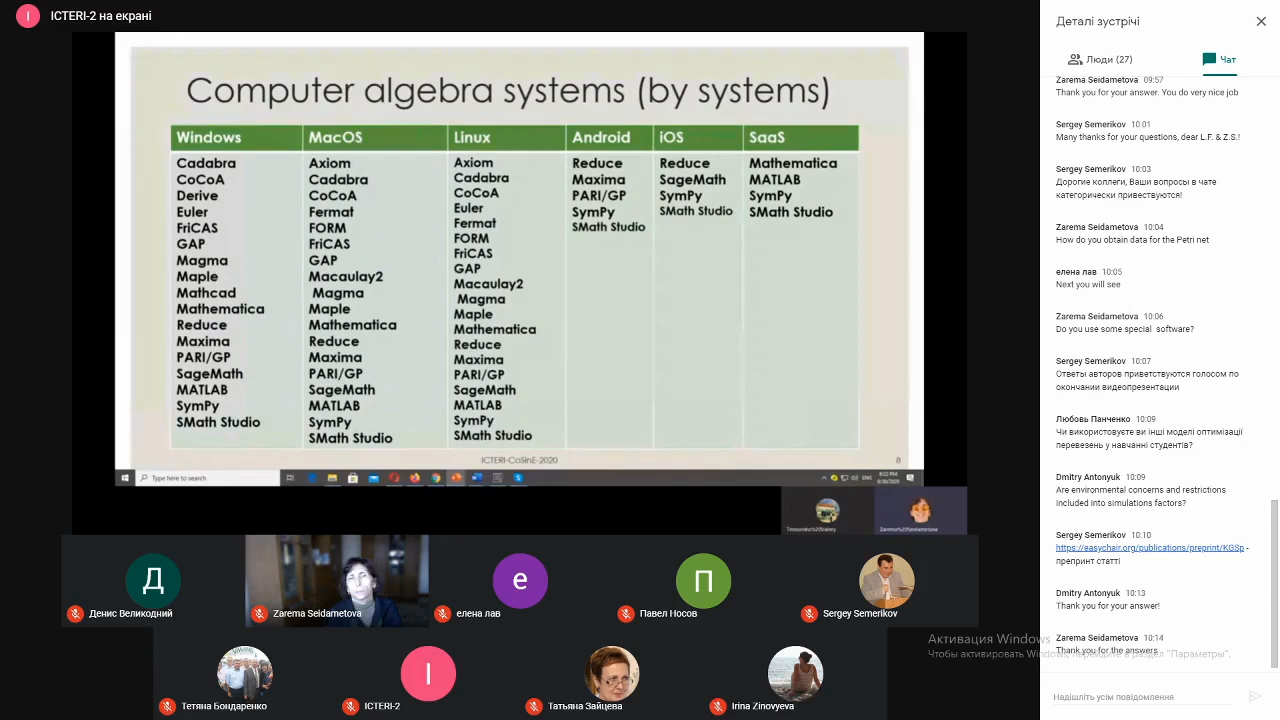 I
ICTERI-2 на екрані
Computer algebra systems (by systems)
Windows
Cadabra
CoCoA
Derive
Euler
FriCAS
GAP
Magma
Maple
Mathcad
Mathematica
Reduce
Maxima
PARI/GP
SageMath
MATLAB
SymPy
SMath Studio
MacOS
Axiom
Cadabra
CoCoA
Fermat
FORM
FriCAS
GAP
Macaulay2
Magma
Maple
Mathematica
Reduce
Maxima
PARI/GP
SageMath
MATLAB
SymPy
SMath Studio
Linux
Axiom
Cadabra
CoCoA
Euler
Fermat
FORM
FriCAS
GAP
Macaulay2
Magma
Maple
Mathematica
Reduce
Maxima
PARI/GP
SageMath
MATLAB
SymPy
SMath Studio
Android
Reduce
Maxima
PARI/GP
SymPy
SMath Studio
iOS
Reduce
SageMath
SymPy
SMath Studio
SaaS
Mathematica
MATLAB
SymPy
SMath Studio
ICTERI-CoSinE-2020
8
Type here to search
ENG
Д
Денис Великодний
Zarema Seidametova
е
елена лав
П
Павел Носов
Sergey Semerikov
Тетяна Бондаренко
I
ICTERI-2
Татьяна Зайцева
Irina Zinovyeva
Деталі зустрічі
Люди (27)
Чат
Zarema Seidametova 09:57
Thank you for your answer. You do very nice job
Sergey Semerikov 10:01
Many thanks for your questions, dear L.F. & Z.S.!
Sergey Semerikov 10:03
Дорогие коллеги, Ваши вопросы в чате
категорически привествуются!
Zarema Seidametova 10:04
How do you obtain data for the Petri net
елена лав 10:05
Next you will see
Zarema Seidametova 10:06
Do you use some special software?
Sergey Semerikov 10:07
Ответы авторов приветствуются голосом по
окончании видеопрезентации
Любовь Панченко 10:09
Чи використовуєте ви інші моделі оптимізації
перевезень у навчанні студентів?
Dmitry Antonyuk 10:09
Are environmental concerns and restrictions
included into simulations factors?
Sergey Semerikov 10:10
https://easychair.org/publications/preprint/KGSp -
препринт статті
Dmitry Antonyuk 10:13
Thank you for your answer!
Zarema Seidametova 10:14
Thank you for the answers
Активация Windows
Чтобы активировать Windows, перейдите в раздел "Параметры".
Надішліть усім повідомлення